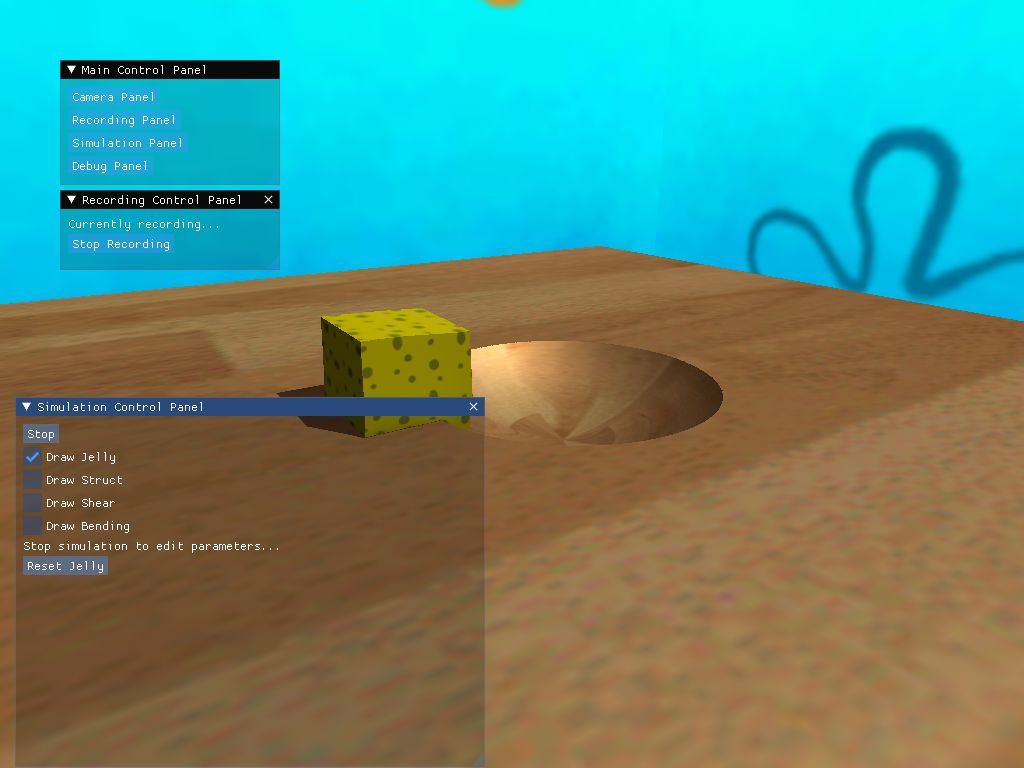 Main Control Panel
Camera Panel
Recording Panel
Simulation Panel
Debug Panel
Recording Control Panel
Currently recording...
Stop Recording
Simulation Control Panel
Stop
Draw Jelly
Draw Struct
Draw Shear
Draw Bending
Stop simulation to edit parameters...
Reset Jelly